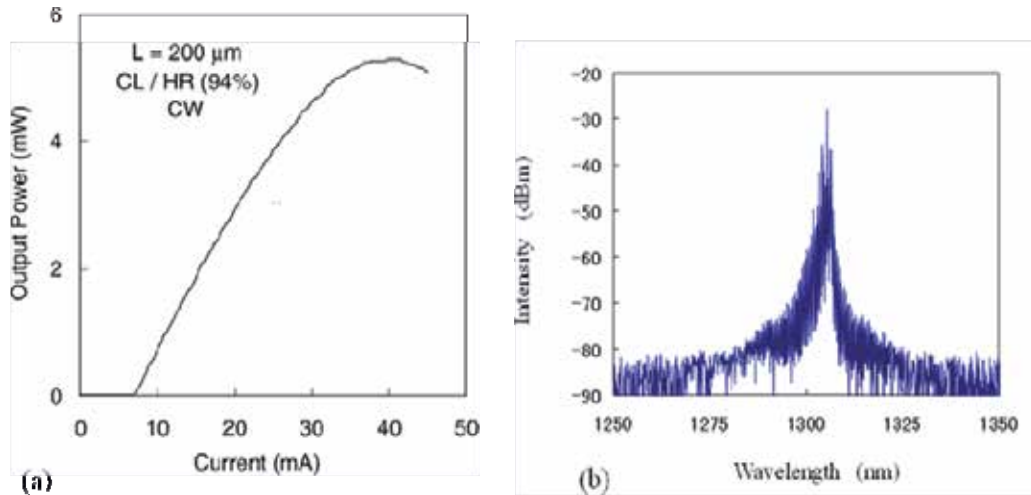 6
L = 200 μm
CL / HR (94%)
CW
4
2
0
Output Power (mW)
0 10 20 30 40 50
Current (mA)
(a)
-20
-30
-40
-50
-60
-70
-80
-90
Intensity (dBm)
1250 1275 1300 1325 1350
Wavelength (nm)
(b)